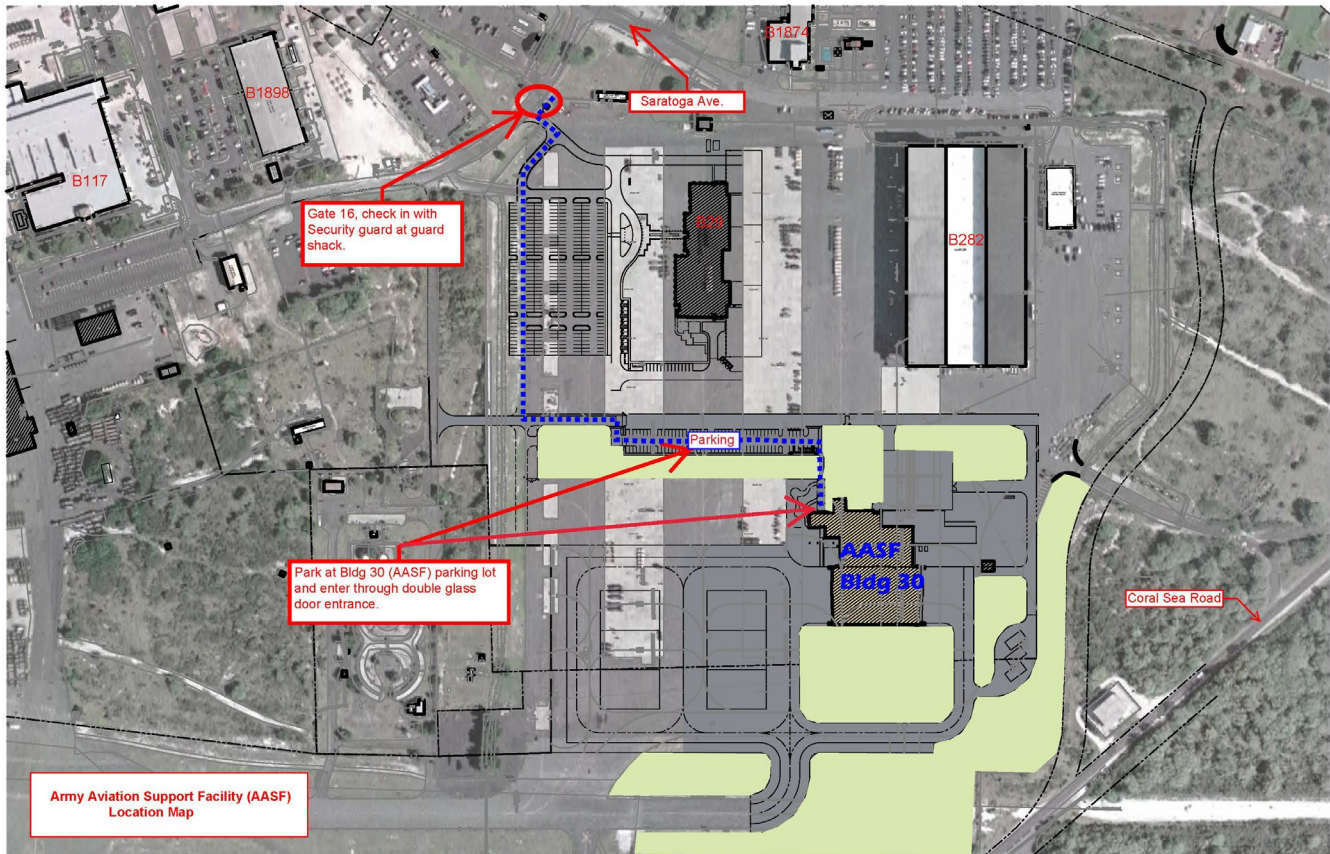 B1874
B1898
Saratoga Ave.
B117
Gate 16, check in with
Security guard at guard
shack.
B29
B282
Parking
AASF
Bldg 30
Park at Bldg 30 (AASF) parking lot
and enter through double glass
door entrance.
Coral Sea Road
Army Aviation Support Facility (AASF)
Location Map